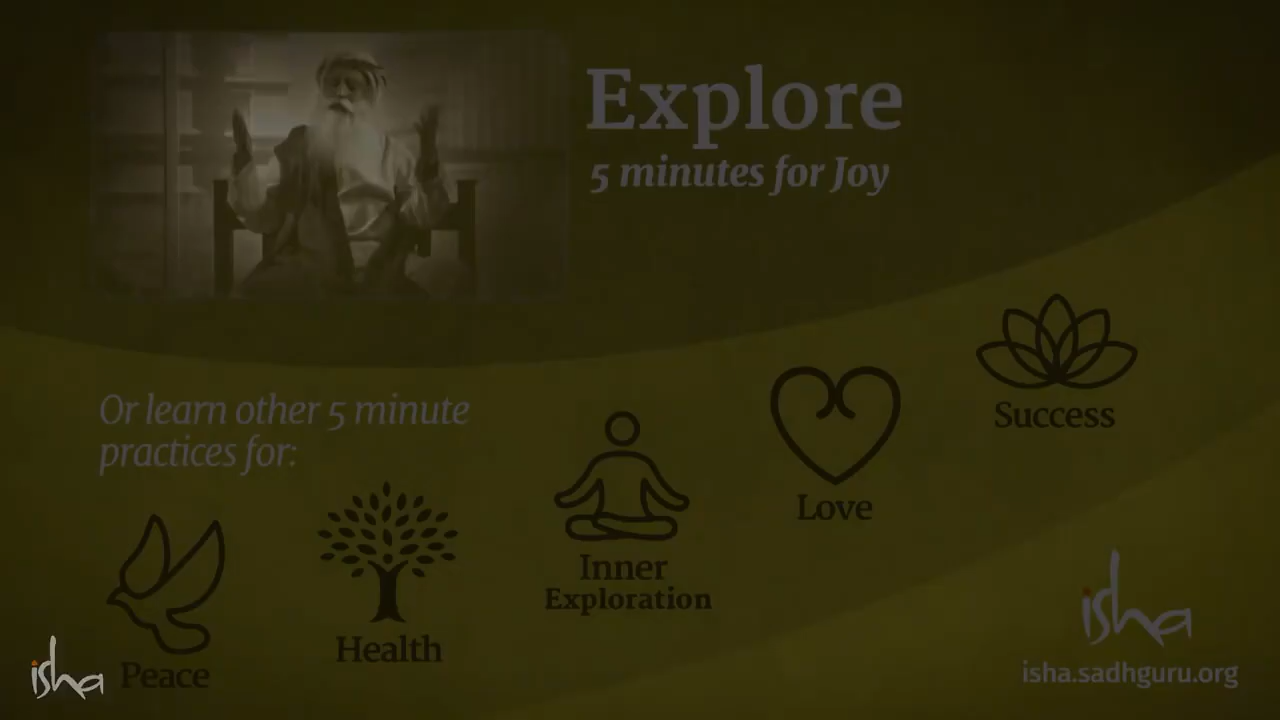 Explore
5 minutes for Joy
Or learn other 5 minute
practices for:
Success
Love
Inner
Exploration
Health
Peace
isha
isha
isha.sadhguru.org